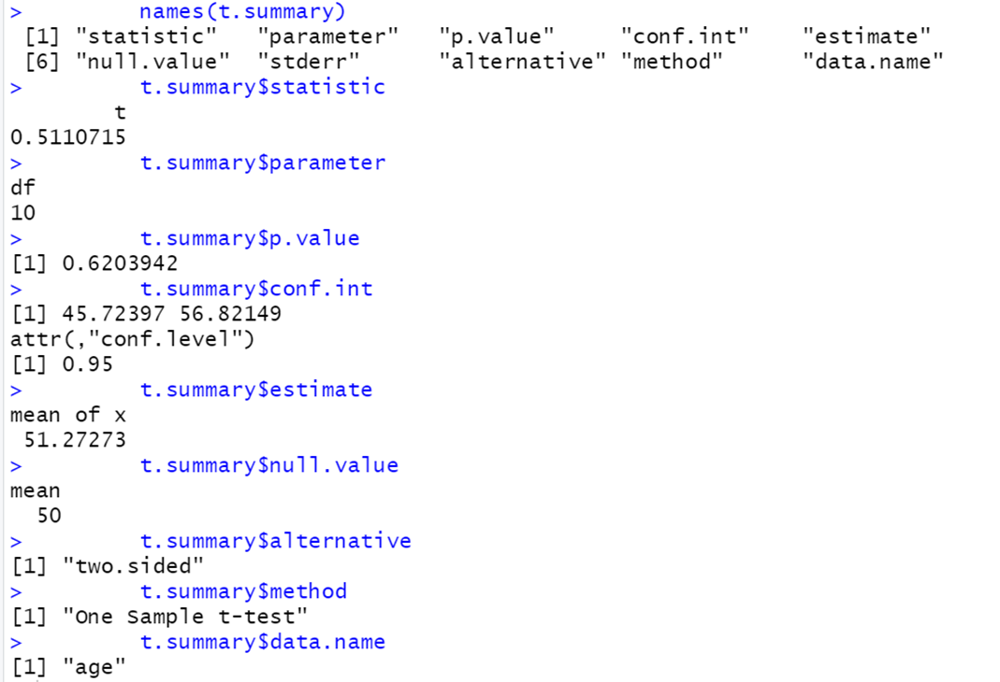 >         names(t.summary)
 [1] "statistic"   "parameter"   "p.value"     "conf.int"    "estimate"
 [6] "null.value"  "stderr"      "alternative" "method"      "data.name"
>         t.summary$statistic
        t
0.5110715
>         t.summary$parameter
df
10
>         t.summary$p.value
[1] 0.6203942
>         t.summary$conf.int
[1] 45.72397 56.82149
attr(,"conf.level")
[1] 0.95
>         t.summary$estimate
mean of x
 51.27273
>         t.summary$null.value
mean
  50
>         t.summary$alternative
[1] "two.sided"
>         t.summary$method
[1] "One Sample t-test"
>         t.summary$data.name
[1] "age"